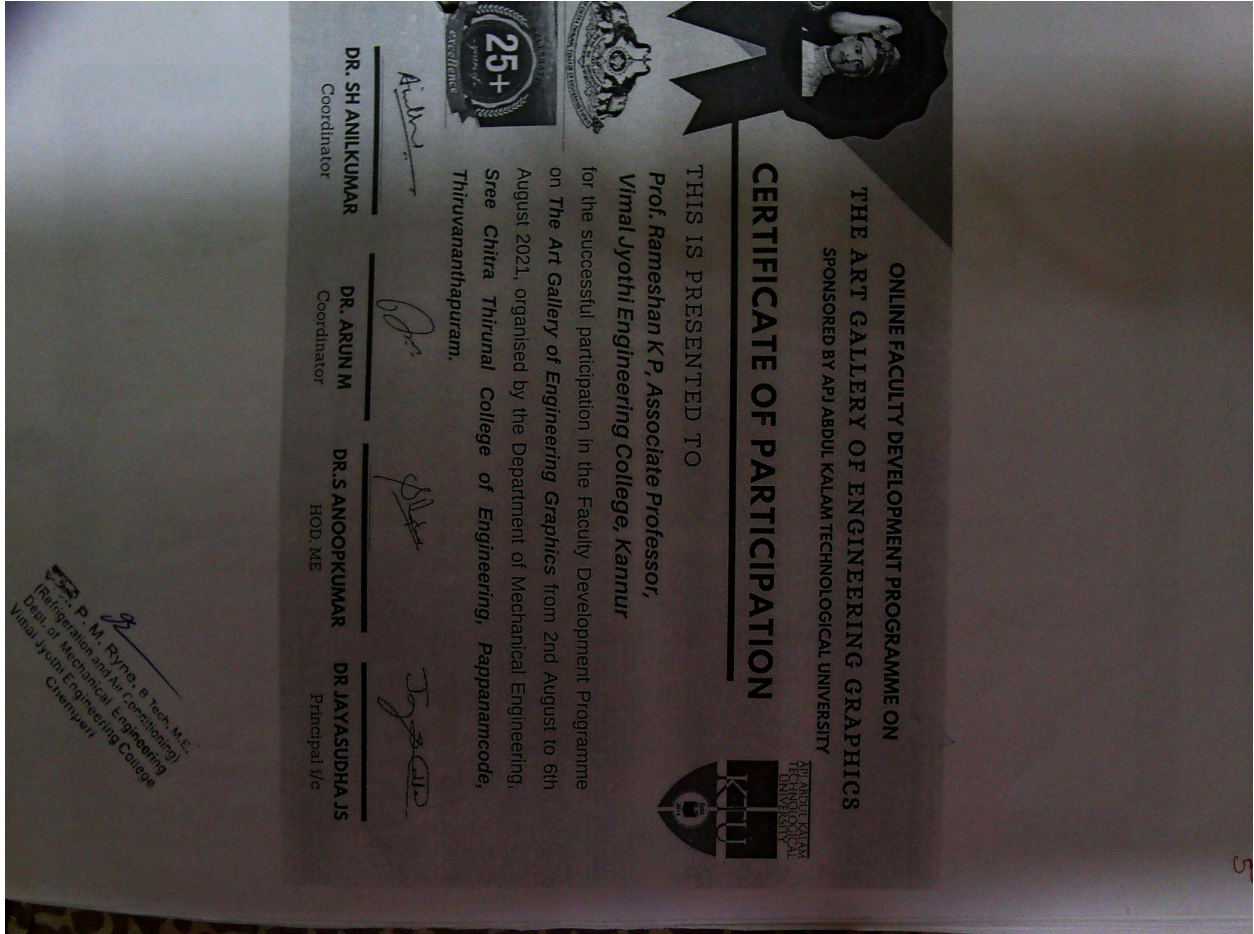 ONLINE FACULTY DEVELOPMENT PROGRAMME ON
THE ART GALLERY OF ENGINEERING GRAPHICS
SPONSORED BY APJ ABDUL KALAM TECHNOLOGICAL UNIVERSITY
APJ ABDUL KALAM
TECHNOLOGICAL
UNIVERSITY
KTU
CERTIFICATE OF PARTICIPATION
THIS IS PRESENTED TO
Prof. Rameshan K P, Associate Professor,
Vimal Jyothi Engineering College, Kannur
for the successful participation in the Faculty Development Programme
on The Art Gallery of Engineering Graphics from 2nd August to 6th
August 2021, organised by the Department of Mechanical Engineering,
Sree Chitra Thirunal College of Engineering, Pappanamcode,
Thiruvananthapuram.
25+
years of
excellence
DR. SH ANILKUMAR
Coordinator
DR. ARUN M
Coordinator
DR.S ANOOPKUMAR
HOD, ME
DR JAYASUDHA JS
Principal i/c
P. M. Ryne, B Tech, M.E.
(Refrigeration and Air Conditioning)
Dept. of Mechanical Engineering
Vimal Jyothi Engineering College
Chemperi
5